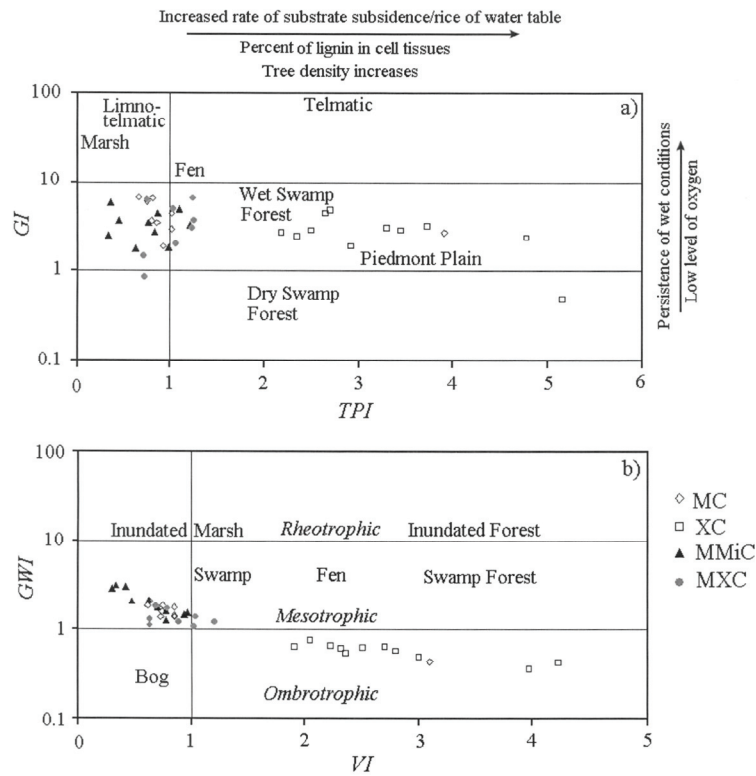 Increased rate of substrate subsidence/rice of water table
Percent of lignin in cell tissues
Tree density increases
100
Limno-
telmatic
Telmatic
a)
Marsh
Fen
10
Wet Swamp
Forest
GI
Piedmont Plain
1
Dry Swamp
Forest
0.1
0 1 2 3 4 5 6
TPI
Persistence of wet conditions
Low level of oxygen
100
b)
Inundated Marsh Rheotrophic Inundated Forest
10
Swamp Fen Swamp Forest
GWI
Mesotrophic
1
Bog
Ombrotrophic
0.1
0 1 2 3 4 5
VI
MC
XC
MMiC
MXC